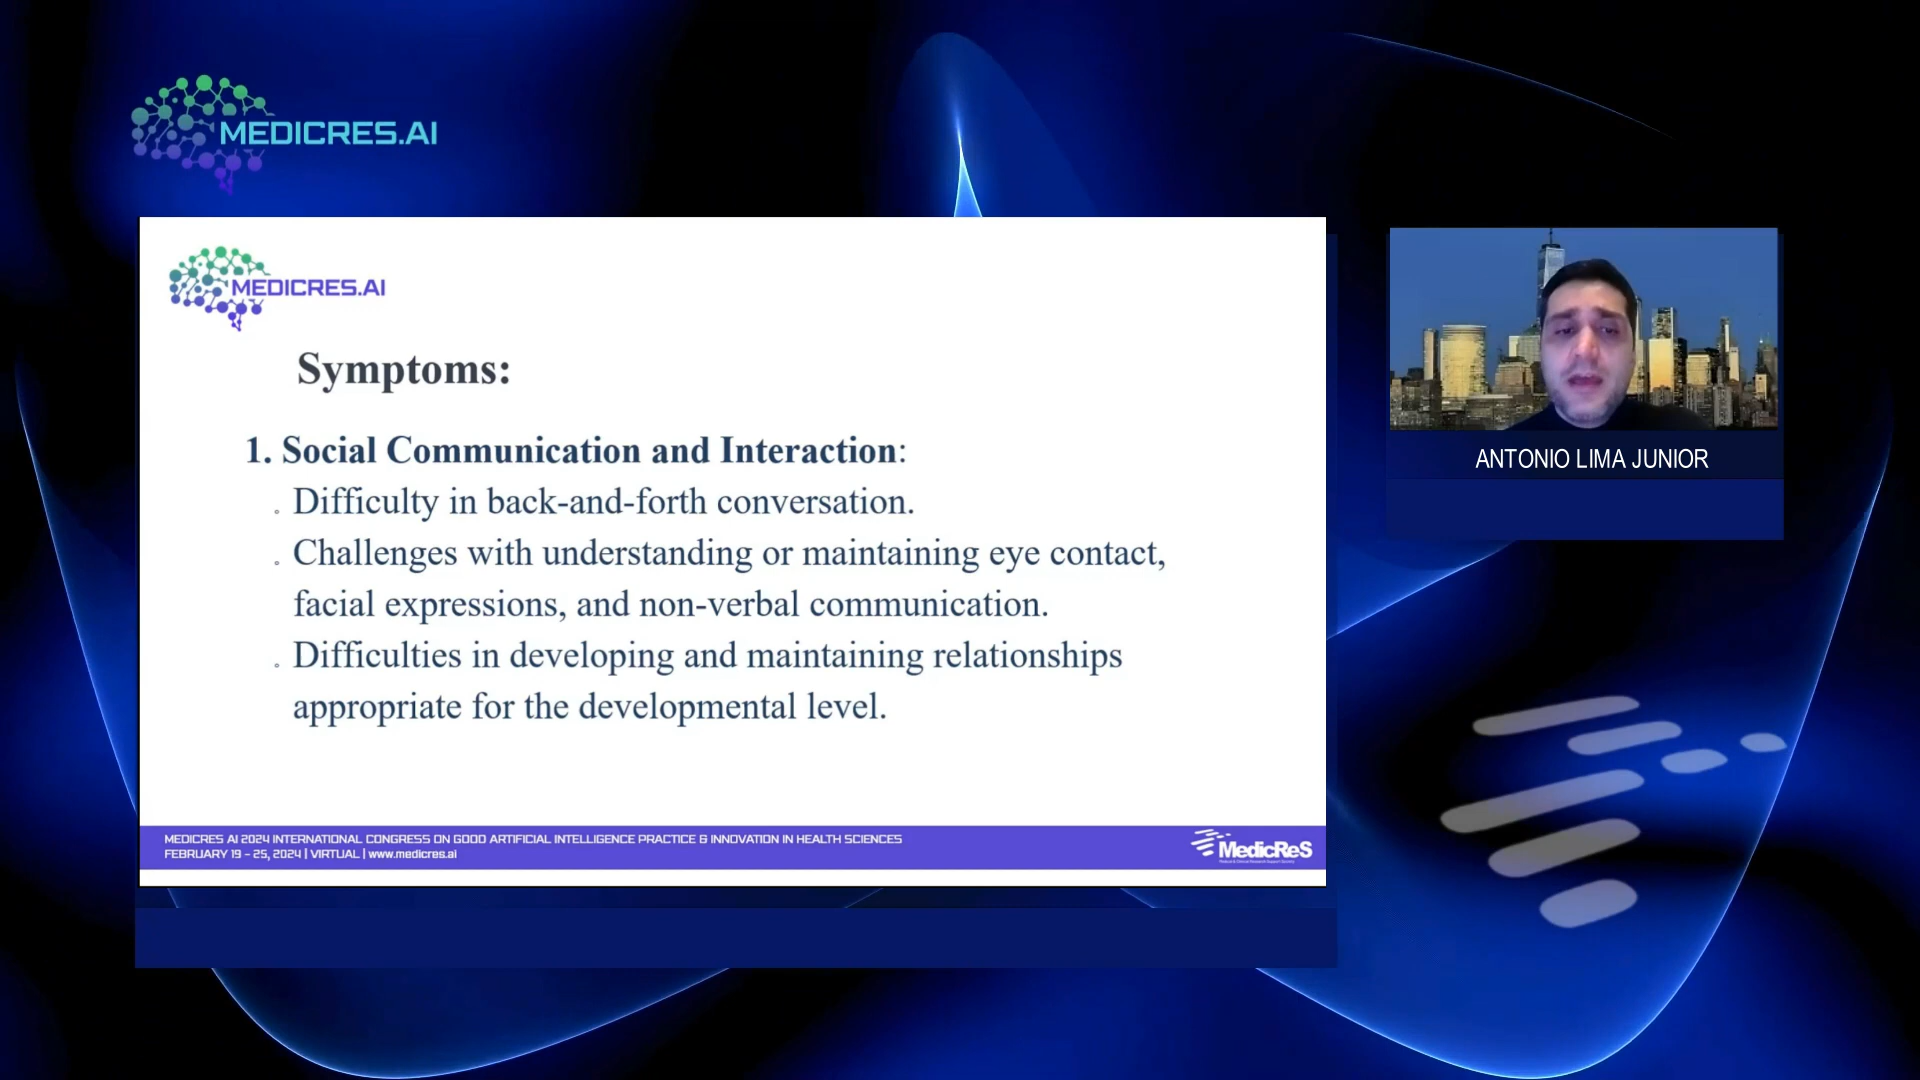 MEDICRES.AI
MEDICRES.AI
Symptoms:
1. Social Communication and Interaction:
Difficulty in back-and-forth conversation.
Challenges with understanding or maintaining eye contact,
facial expressions, and non-verbal communication.
Difficulties in developing and maintaining relationships
appropriate for the developmental level.
MEDICRES AI 2024 INTERNATIONAL CONGRESS ON GOOD ARTIFICIAL INTELLIGENCE PRACTICE & INNOVATION IN HEALTH SCIENCES
FEBRUARY 19 - 25, 2024 | VIRTUAL | www.medicres.ai
MedicReS
ANTONIO LIMA JUNIOR